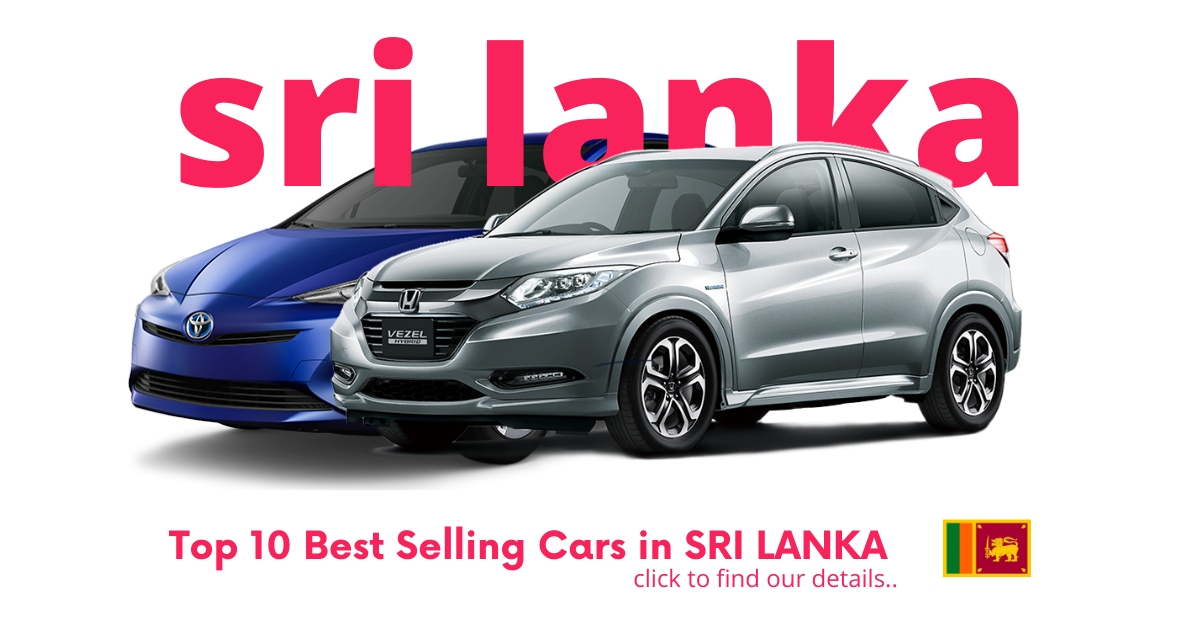 sri lanka
VEZEL
HYBRID
Top 10 Best Selling Cars in SRI LANKA
click to find our details..